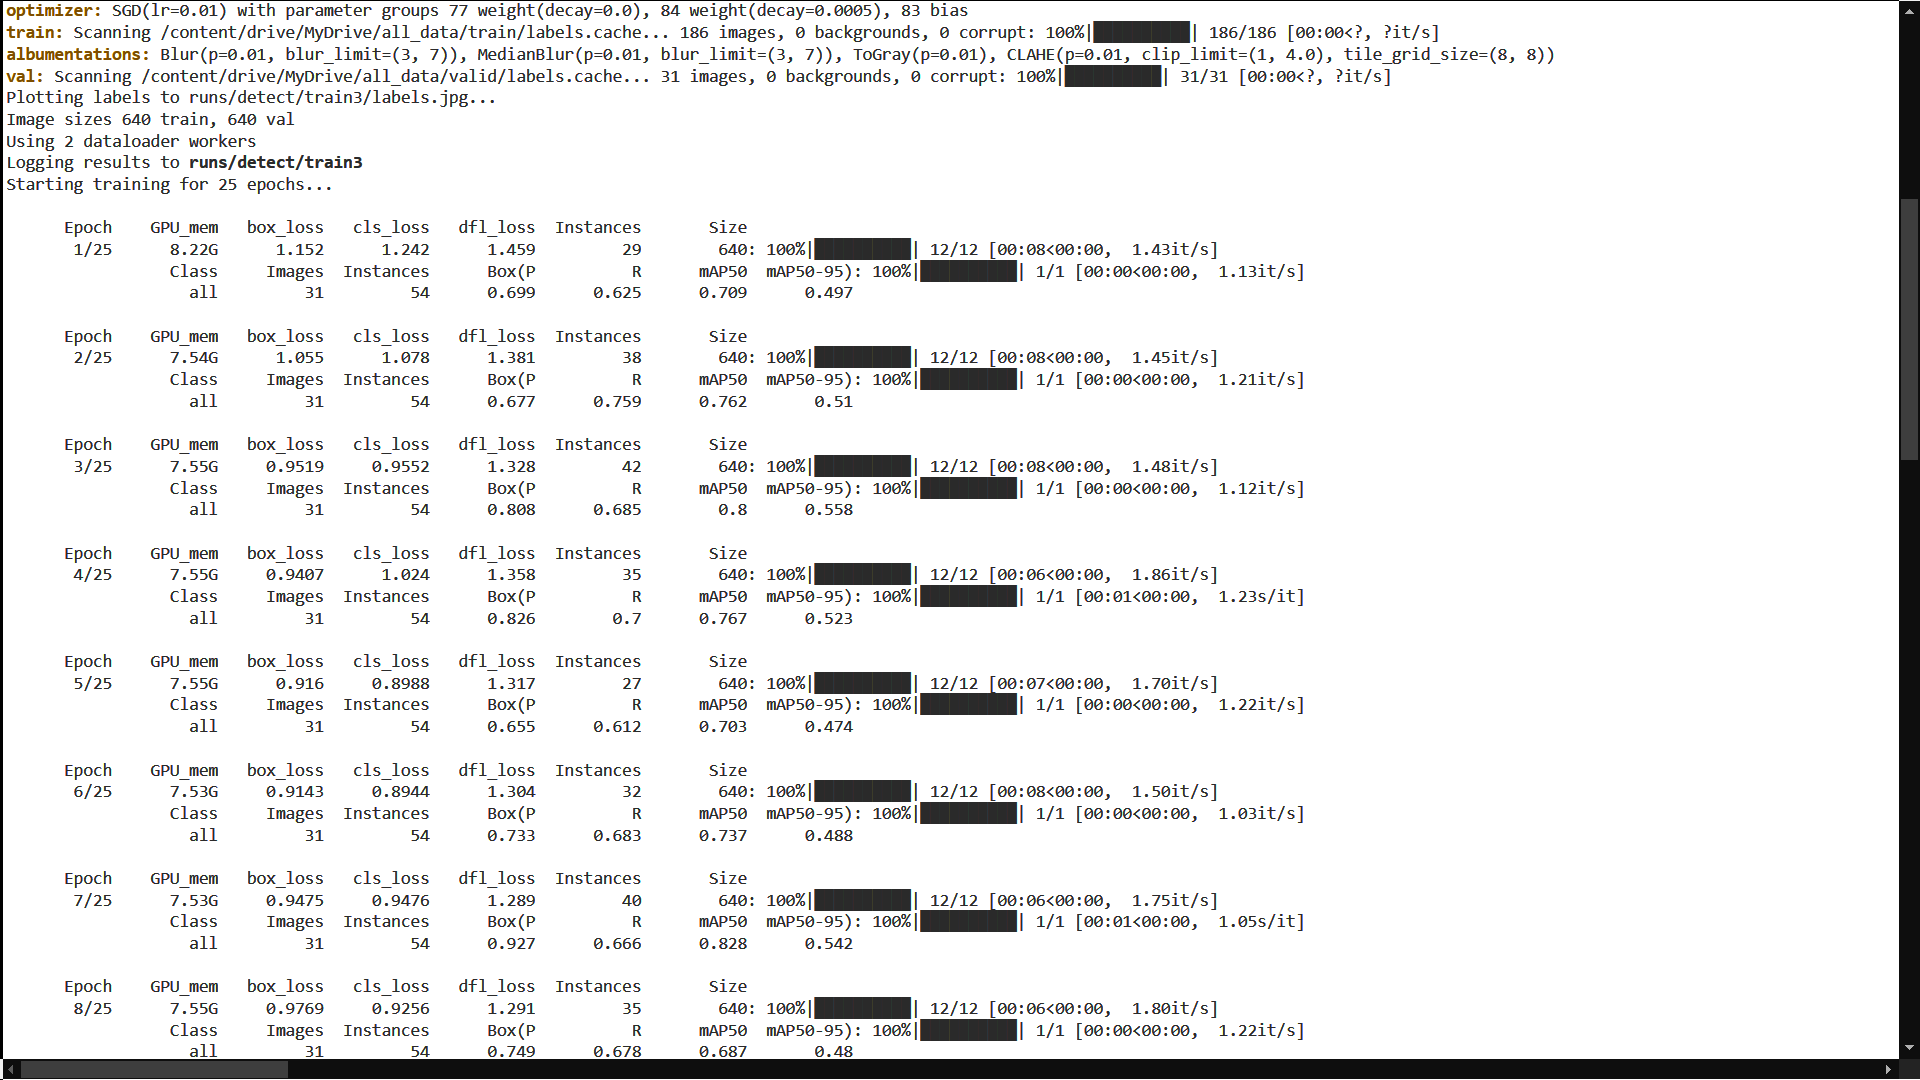 optimizer: SGD(lr=0.01) with parameter groups 77 weight(decay=0.0), 84 weight(decay=0.0005), 83 bias
train: Scanning /content/drive/MyDrive/all_data/train/labels.cache... 186 images, 0 backgrounds, 0 corrupt: 100%|██████████| 186/186 [00:00<?, ?it/s]
albumentations: Blur(p=0.01, blur_limit=(3, 7)), MedianBlur(p=0.01, blur_limit=(3, 7)), ToGray(p=0.01), CLAHE(p=0.01, clip_limit=(1, 4.0), tile_grid_size=(8, 8))
val: Scanning /content/drive/MyDrive/all_data/valid/labels.cache... 31 images, 0 backgrounds, 0 corrupt: 100%|██████████| 31/31 [00:00<?, ?it/s]
Plotting labels to runs/detect/train3/labels.jpg...
Image sizes 640 train, 640 val
Using 2 dataloader workers
Logging results to runs/detect/train3
Starting training for 25 epochs...
Epoch GPU_mem box_loss cls_loss dfl_loss Instances Size
1/25 8.22G 1.152 1.242 1.459 29 640: 100%|██████████| 12/12 [00:08<00:00, 1.43it/s]
Class Images Instances Box(P R mAP50 mAP50-95): 100%|██████████| 1/1 [00:00<00:00, 1.13it/s]
all 31 54 0.699 0.625 0.709 0.497
Epoch GPU_mem box_loss cls_loss dfl_loss Instances Size
2/25 7.54G 1.055 1.078 1.381 38 640: 100%|██████████| 12/12 [00:08<00:00, 1.45it/s]
Class Images Instances Box(P R mAP50 mAP50-95): 100%|██████████| 1/1 [00:00<00:00, 1.21it/s]
all 31 54 0.677 0.759 0.762 0.51
Epoch GPU_mem box_loss cls_loss dfl_loss Instances Size
3/25 7.55G 0.9519 0.9552 1.328 42 640: 100%|██████████| 12/12 [00:08<00:00, 1.48it/s]
Class Images Instances Box(P R mAP50 mAP50-95): 100%|██████████| 1/1 [00:00<00:00, 1.12it/s]
all 31 54 0.808 0.685 0.8 0.558
Epoch GPU_mem box_loss cls_loss dfl_loss Instances Size
4/25 7.55G 0.9407 1.024 1.358 35 640: 100%|██████████| 12/12 [00:06<00:00, 1.86it/s]
Class Images Instances Box(P R mAP50 mAP50-95): 100%|██████████| 1/1 [00:01<00:00, 1.23s/it]
all 31 54 0.826 0.7 0.767 0.523
Epoch GPU_mem box_loss cls_loss dfl_loss Instances Size
5/25 7.55G 0.916 0.8988 1.317 27 640: 100%|██████████| 12/12 [00:07<00:00, 1.70it/s]
Class Images Instances Box(P R mAP50 mAP50-95): 100%|██████████| 1/1 [00:00<00:00, 1.22it/s]
all 31 54 0.655 0.612 0.703 0.474
Epoch GPU_mem box_loss cls_loss dfl_loss Instances Size
6/25 7.53G 0.9143 0.8944 1.304 32 640: 100%|██████████| 12/12 [00:08<00:00, 1.50it/s]
Class Images Instances Box(P R mAP50 mAP50-95): 100%|██████████| 1/1 [00:00<00:00, 1.03it/s]
all 31 54 0.733 0.683 0.737 0.488
Epoch GPU_mem box_loss cls_loss dfl_loss Instances Size
7/25 7.53G 0.9475 0.9476 1.289 40 640: 100%|██████████| 12/12 [00:06<00:00, 1.75it/s]
Class Images Instances Box(P R mAP50 mAP50-95): 100%|██████████| 1/1 [00:01<00:00, 1.05s/it]
all 31 54 0.927 0.666 0.828 0.542
Epoch GPU_mem box_loss cls_loss dfl_loss Instances Size
8/25 7.55G 0.9769 0.9256 1.291 35 640: 100%|██████████| 12/12 [00:06<00:00, 1.80it/s]
Class Images Instances Box(P R mAP50 mAP50-95): 100%|██████████| 1/1 [00:00<00:00, 1.22it/s]
all 31 54 0.749 0.678 0.687 0.48